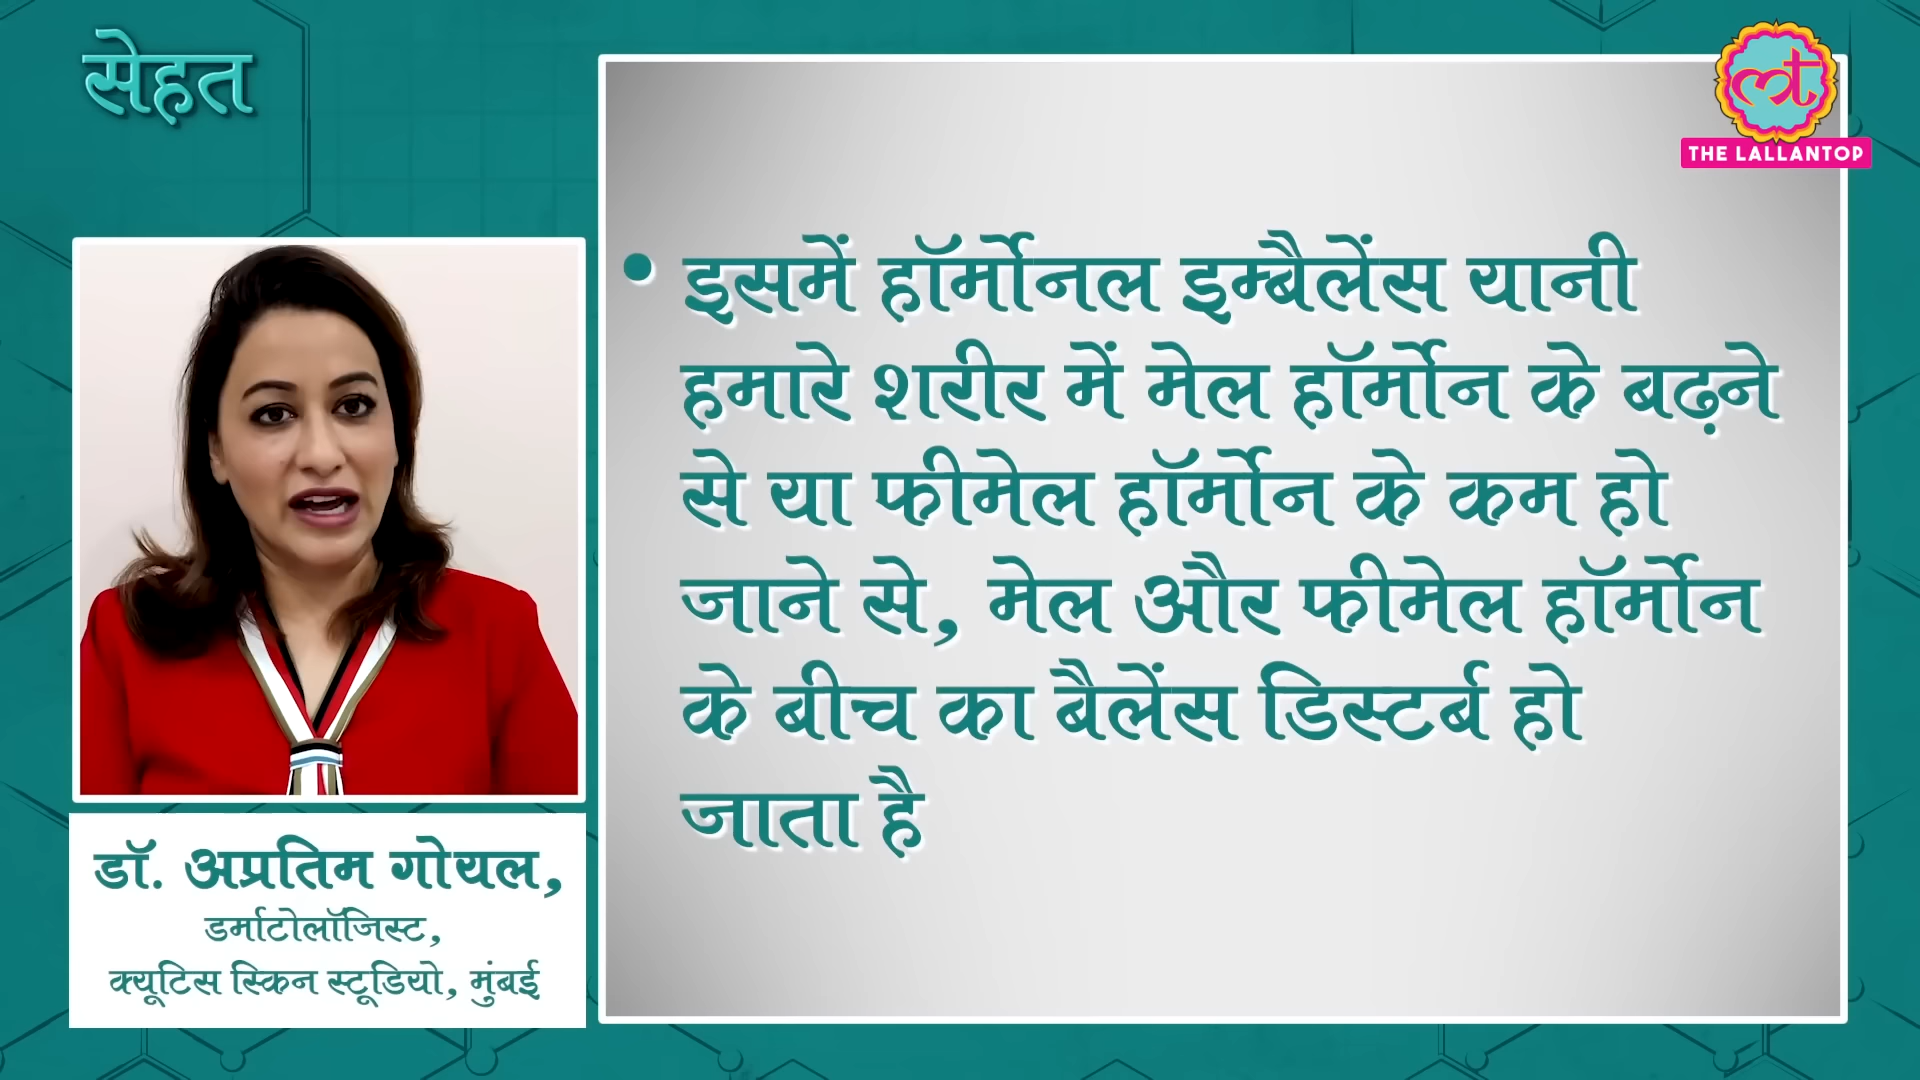 सेहत
THE LALLANTOP
• इसमें हॉर्मोनल इम्बैलेंस यानी
हमारे शरीर में मेल हॉर्मोन के बढ़ने
से या फीमेल हॉर्मोन के कम हो
जाने से, मेल और फीमेल हॉर्मोन
के बीच का बैलेंस डिस्टर्ब हो
जाता है
डॉ. अप्रतिम गोयल,
डर्माटोलॉजिस्ट,
क्यूटिस स्किन स्टूडियो, मुंबई